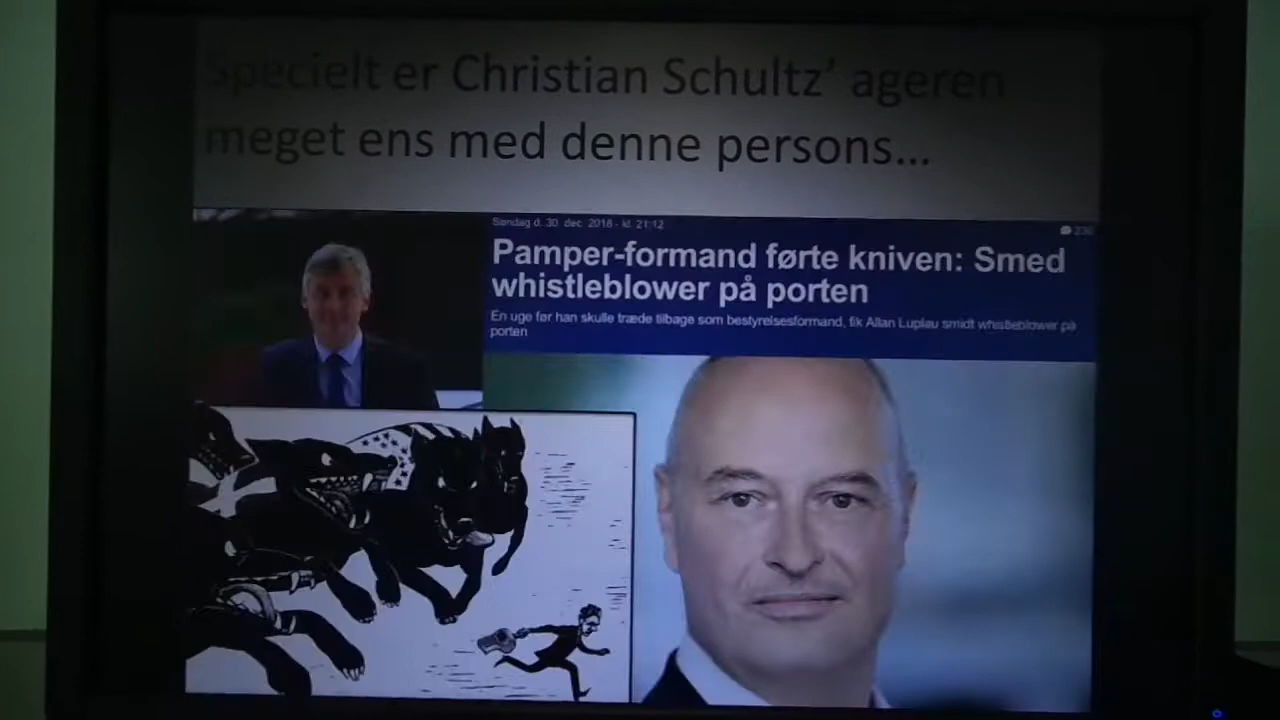 Specielt er Christian Schultz' ageren
meget ens med denne persons...
Søndag d. 30. dec. 2018 - kl. 21:12
236
Pamper-formand førte kniven: Smed
whistleblower på porten
En uge før han skulle træde tilbage som bestyrelsesformand, fik Allan Luplau smidt whistleblower på
porten